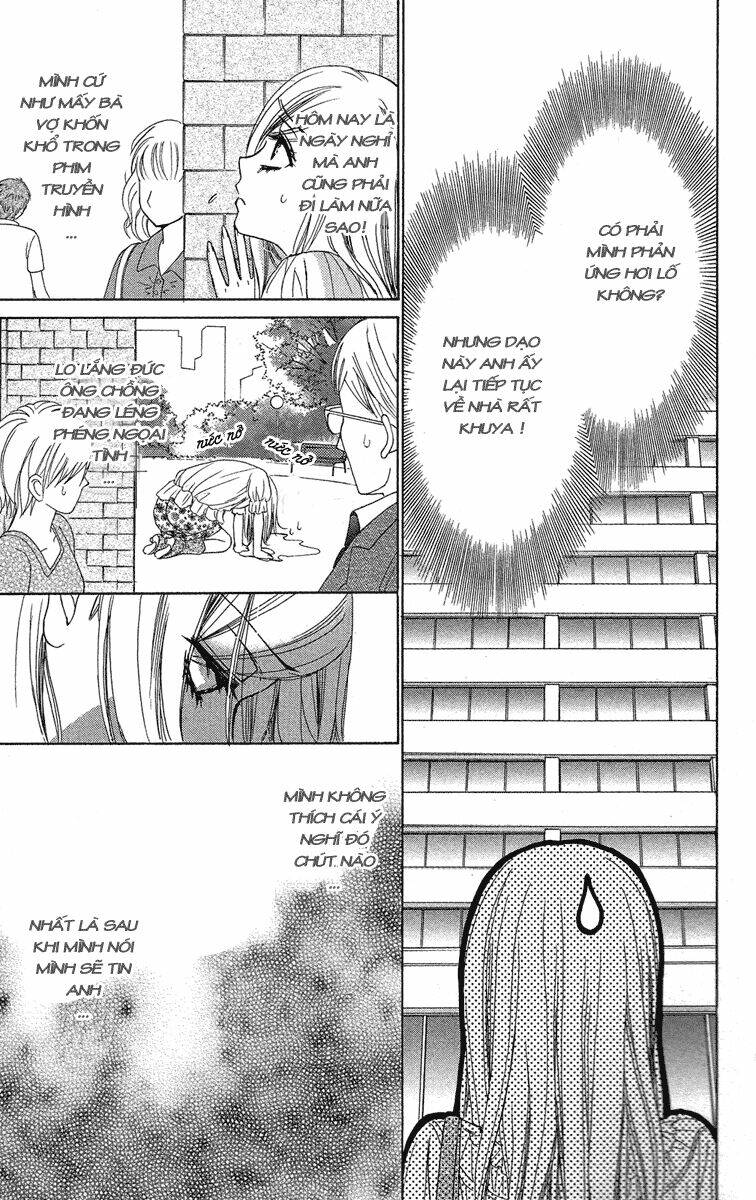 CÓ PHẢI
MÌNH PHẢN
ỨNG HƠI LỐ
KHÔNG?
NHƯNG DẠO
NÀY ANH ẤY
LẠI TIẾP TỤC
VỀ NHÀ RẤT
KHUYA !
HÔM NAY LÀ
NGÀY NGHỈ
MÀ ANH
CŨNG PHẢI
ĐI LÀM NỮA
SAO!
MÌNH CỨ
NHƯ MẤY BÀ
VỢ KHỐN
KHỔ TRONG
PHIM
TRUYỀN
HÌNH
...
LO LẮNG ĐỨC
ÔNG CHỒNG
ĐANG LÉNG
PHÉNG NGOẠI
TÌNH
...
nức nở
nức nở
MÌNH KHÔNG
THÍCH CÁI Ý
NGHĨ ĐÓ
CHÚT NÀO
...
NHẤT LÀ SAU
KHI MÌNH NÓI
MÌNH SẼ TIN
ANH
...